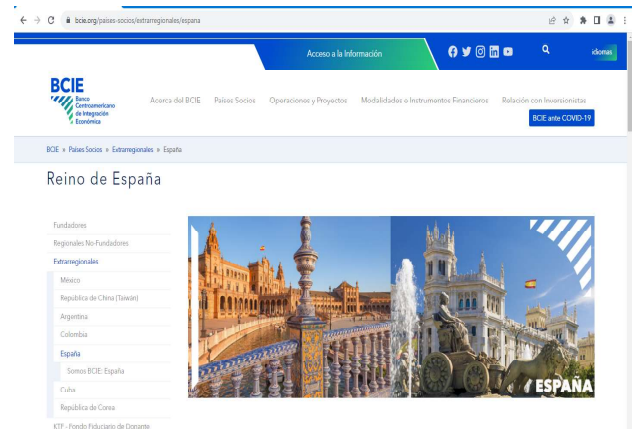 bcie.org/paises-socios/extrarregionales/espana
Acceso a la Información
idiomas
BCIE
Banco
Centroamericano
de Integración
Económica
Acerca del BCIE Países Socios Operaciones y Proyectos Modalidades e Instrumentos Financieros Relación con Inversionistas
BCIE ante COVID-19
BCIE » Países Socios » Extrarregionales » España
Reino de España
Fundadores
Regionales No-Fundadores
Extrarregionales
México
República de China (Taiwán)
Argentina
Colombia
España
Somos BCIE: España
Cuba
República de Corea
KTF - Fondo Fiduciario de Donante
ESPAÑA